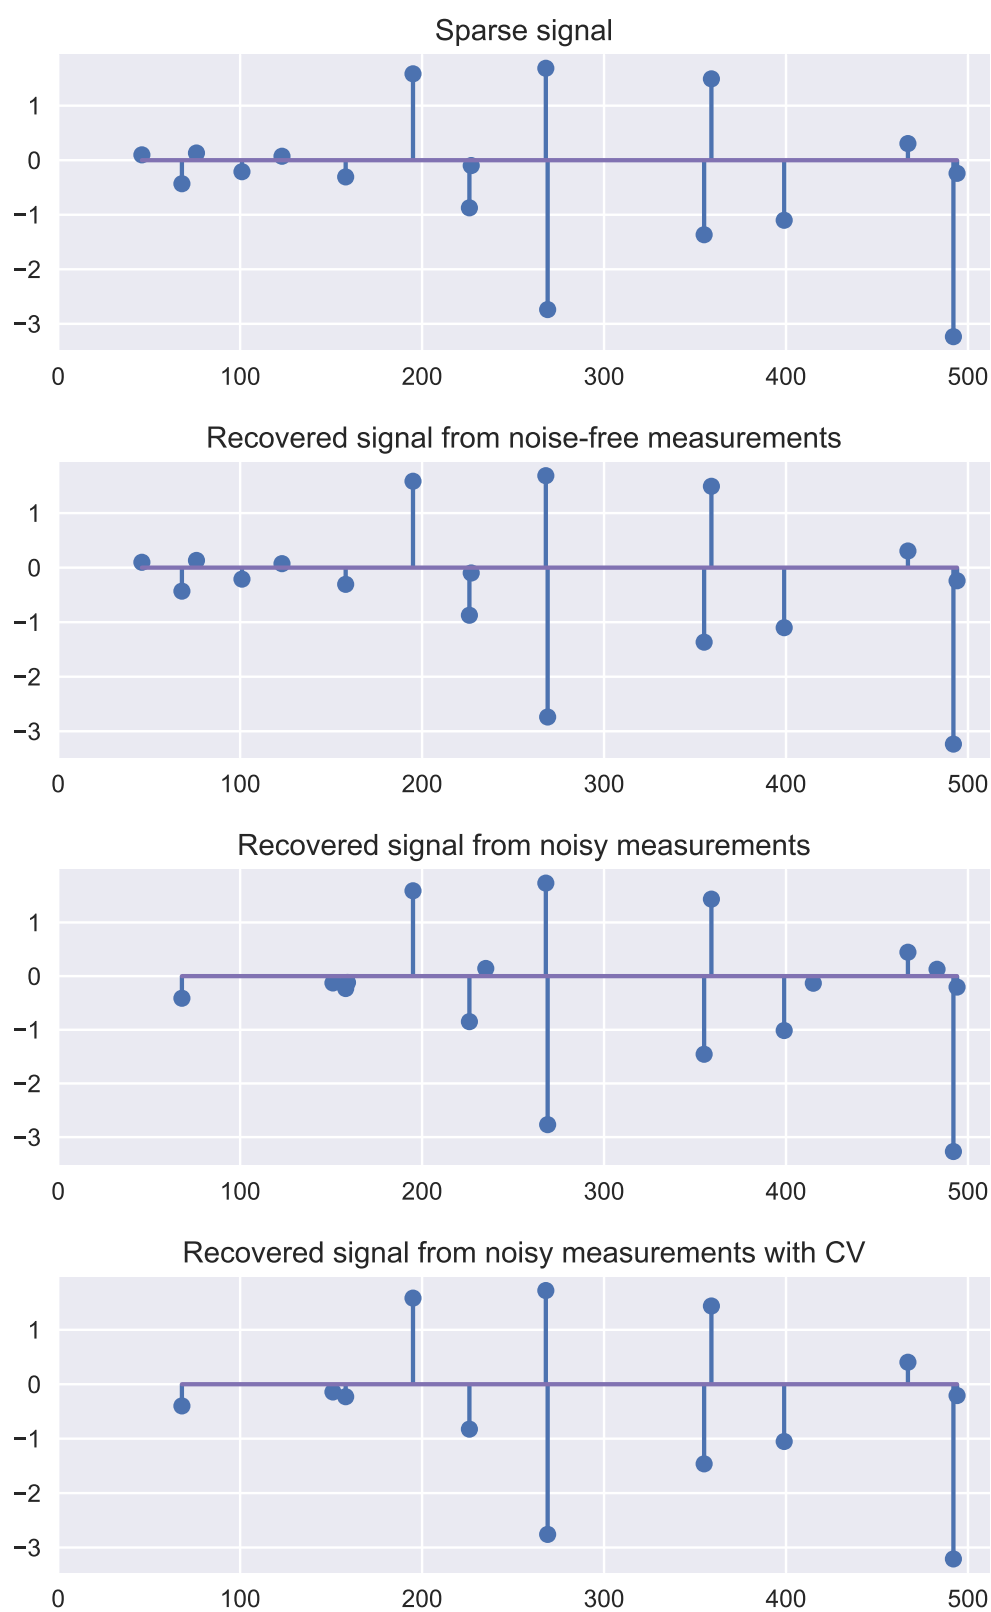 Sparse signal
1
0
−1
−2
−3
0 100 200 300 400 500
Recovered signal from noise-free measurements
1
0
−1
−2
−3
0 100 200 300 400 500
Recovered signal from noisy measurements
1
0
−1
−2
−3
0 100 200 300 400 500
Recovered signal from noisy measurements with CV
1
0
−1
−2
−3
0 100 200 300 400 500